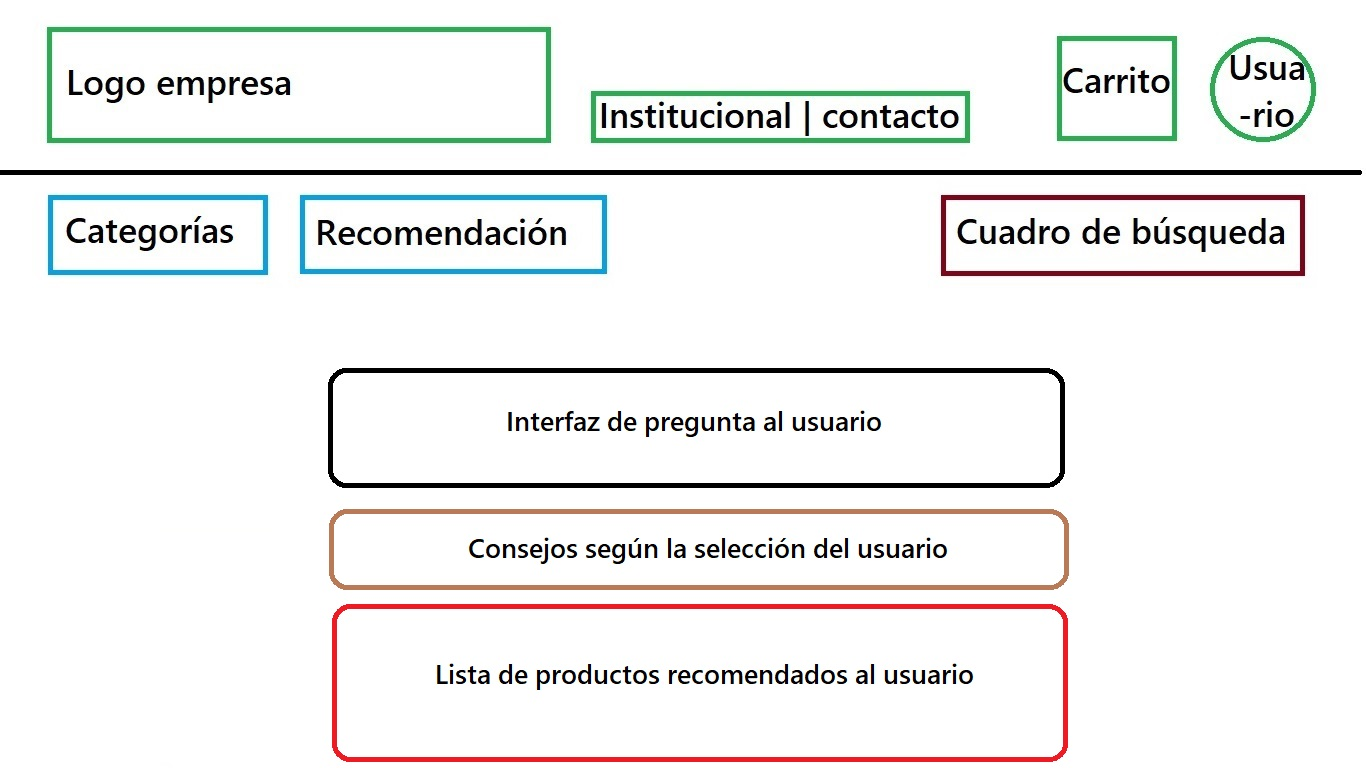 Logo empresa
Institucional | contacto
Carrito
Usua
-rio
Categorías
Recomendación
Cuadro de búsqueda
Interfaz de pregunta al usuario
Consejos según la selección del usuario
Lista de productos recomendados al usuario